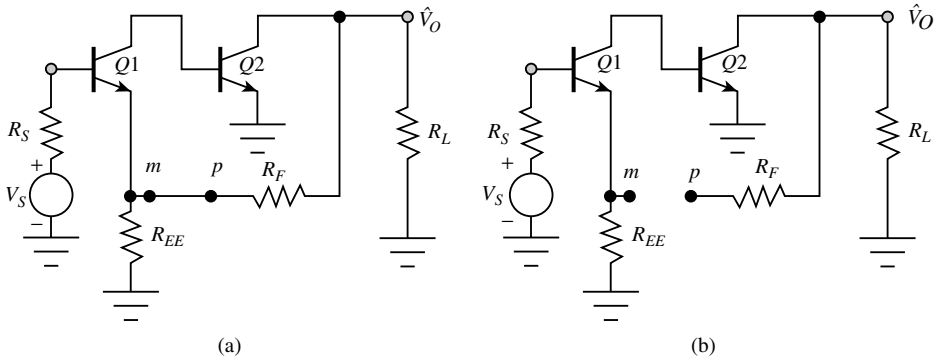 V̂O
Q1
Q2
RS
RL
+
m
p
RF
VS
−
REE
(a)
V̂O
Q1
Q2
RS
RL
+
m
p
RF
VS
−
REE
(b)